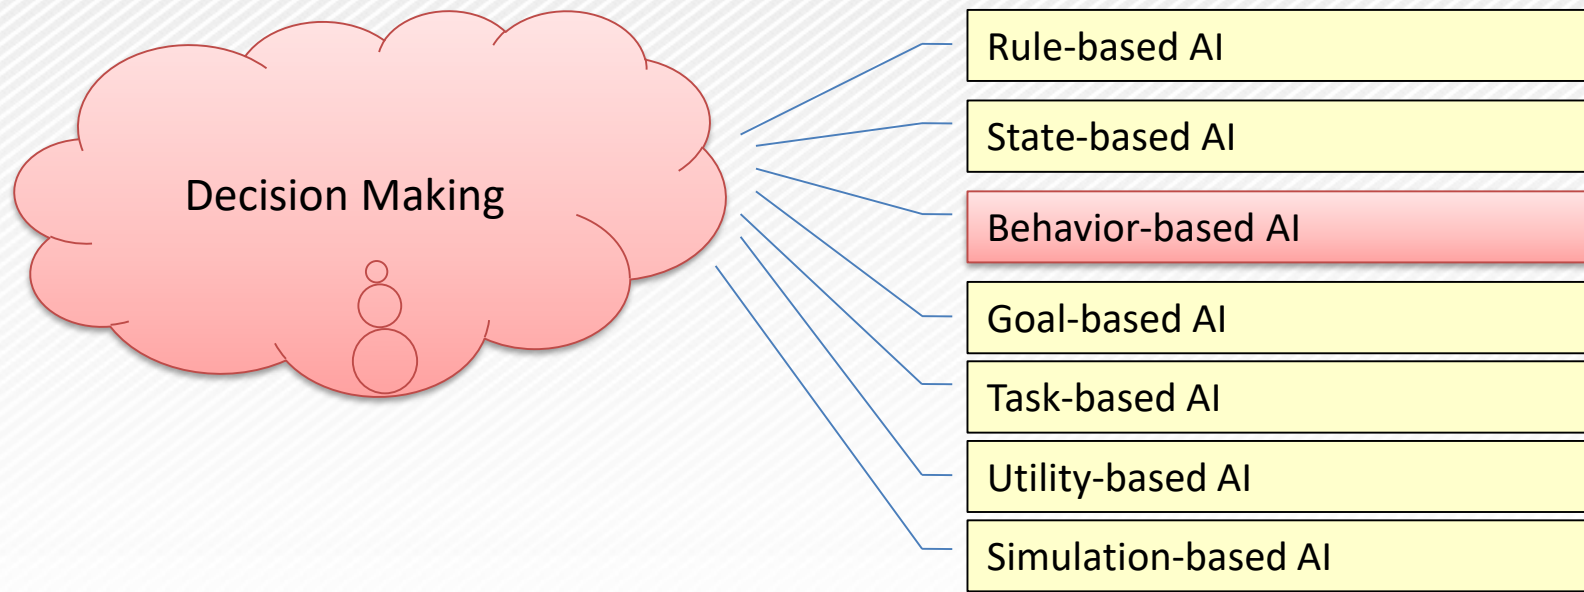 Decision Making
Rule-based AI
State-based AI
Behavior-based AI
Goal-based AI
Task-based AI
Utility-based AI
Simulation-based AI